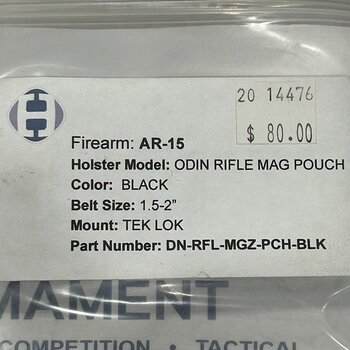 20 14476
$ 80.00
Firearm: AR-15
Holster Model: ODIN RIFLE MAG POUCH
Color: BLACK
Belt Size: 1.5-2”
Mount: TEK LOK
Part Number: DN-RFL-MGZ-PCH-BLK
MAMENT
COMPETITION • TACTICAL